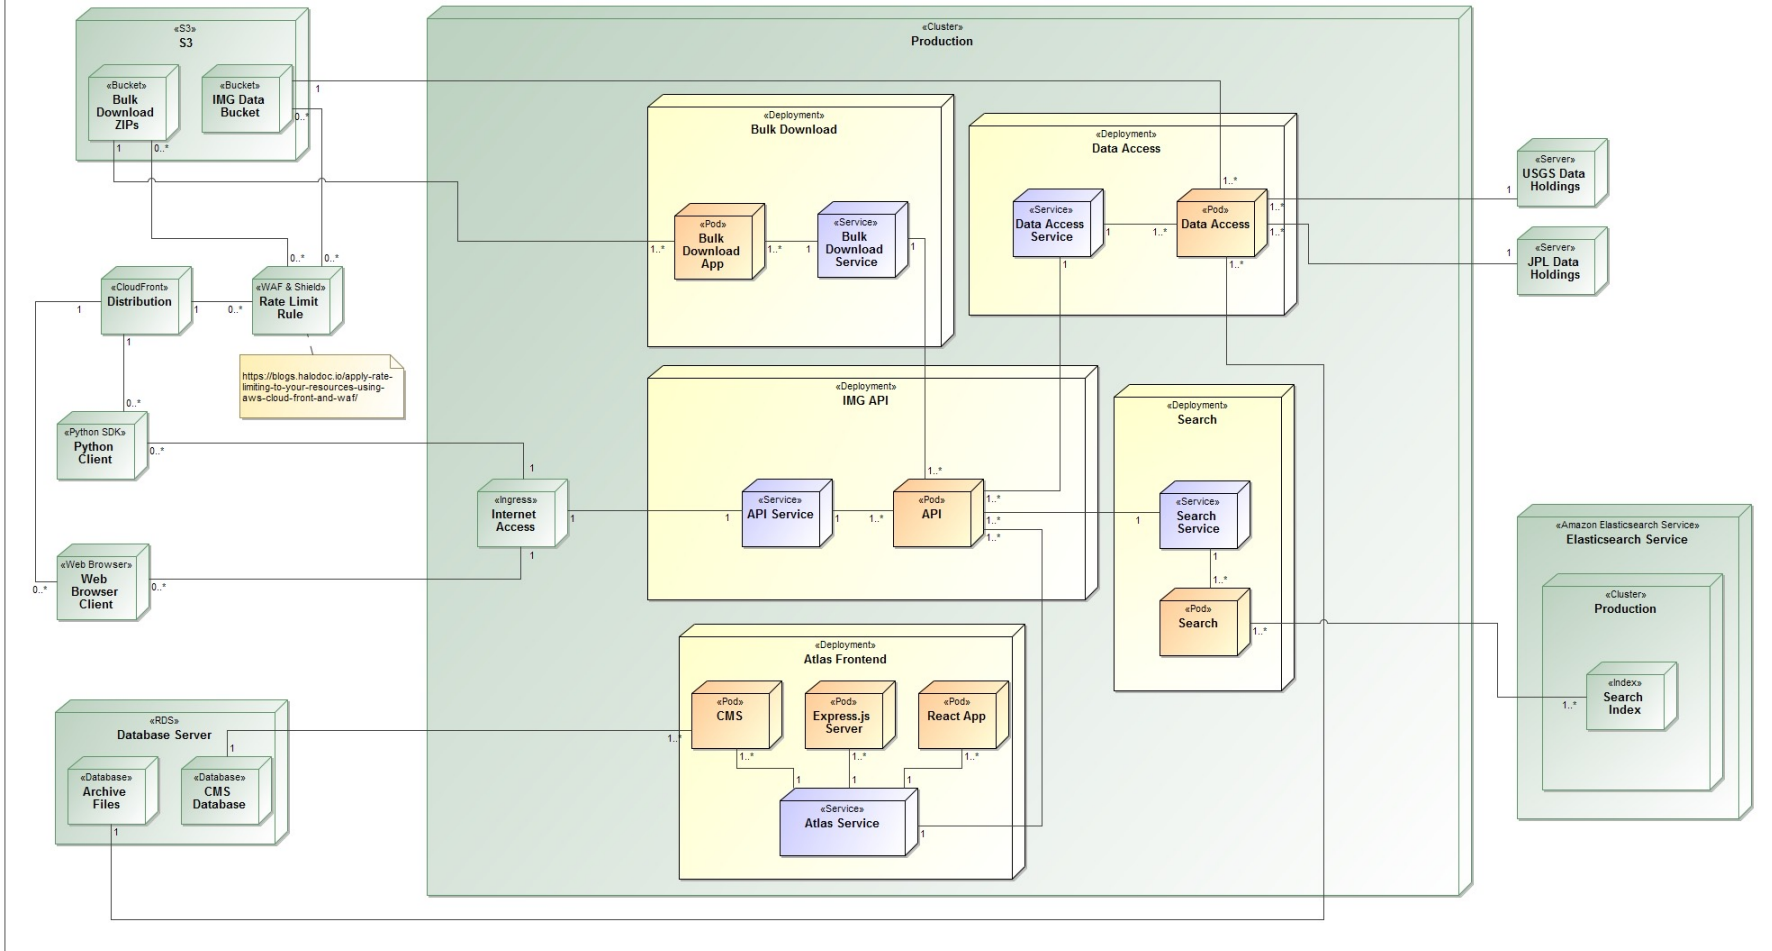 «S3»
S3
«Bucket»
Bulk
Download
ZIPs
«Bucket»
IMG Data
Bucket
1
0..*
1
0..*
«Cluster»
Production
«Deployment»
Bulk Download
«Pod»
Bulk
Download
App
1..*
1..*
1
«Service»
Bulk
Download
Service
1
«Deployment»
Data Access
«Service»
Data Access
Service
1
1
1..*
1..*
«Pod»
Data Access
1..*
1..*
1..*
«Server»
USGS Data
Holdings
1
«Server»
JPL Data
Holdings
1
0..*
0..*
«CloudFront»
Distribution
1
1
1
0..*
«WAF & Shield»
Rate Limit
Rule
https://blogs.halodoc.io/apply-rate-
limiting-to-your-resources-using-
aws-cloud-front-and-waf/
0..*
«Python SDK»
Python
Client
0..*
1
«Ingress»
Internet
Access
1
1
«Web Browser»
Web
Browser
Client
0..*
0..*
«Deployment»
IMG API
1
«Service»
API Service
1
1..*
1..*
«Pod»
API
1..*
1..*
1..*
«Deployment»
Search
1
«Service»
Search
Service
1
1..*
«Pod»
Search
1..*
«Amazon Elasticsearch Service»
Elasticsearch Service
«Cluster»
Production
«Index»
Search
Index
1..*
«Deployment»
Atlas Frontend
1..*
«Pod»
CMS
1..*
«Pod»
Express.js
Server
1..*
«Pod»
React App
1..*
1
1
1
«Service»
Atlas Service
1
«RDS»
Database Server
1
«Database»
Archive
Files
1
«Database»
CMS
Database